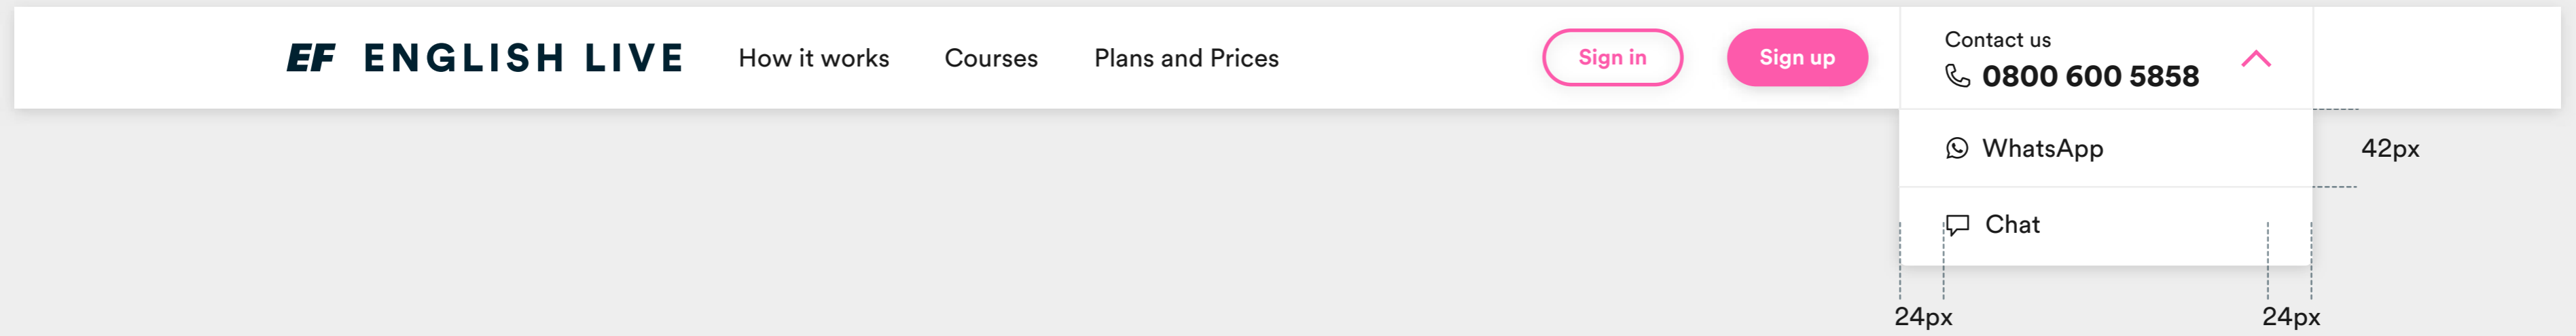 EF ENGLISH LIVE
How it works
Courses
Plans and Prices
Sign in
Sign up
Contact us
0800 600 5858
WhatsApp
42px
Chat
24px
24px